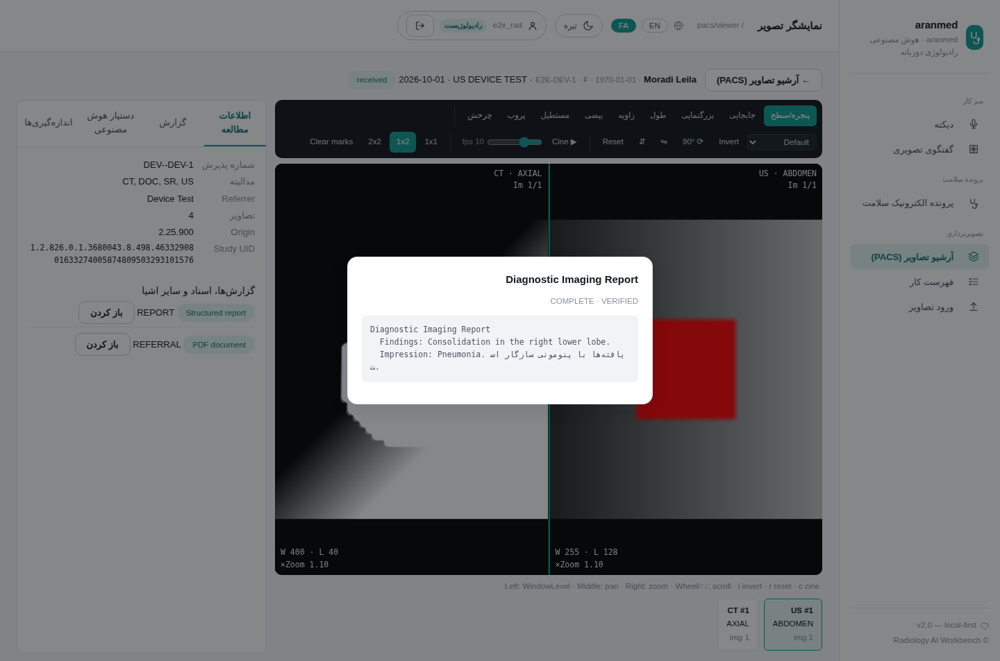 aranmed
aranmed · هوش مصنوعی
رادیولوژی دوزبانه
میز کار
دیکته
گفتگوی تصویری
پرونده سلامت
پرونده الکترونیک سلامت
تصویربرداری
آرشیو تصاویر (PACS)
فهرست کار
ورود تصاویر
v2.0 — local-first
Radiology AI Workbench ©
نمایشگر تصویر
pacs/viewer /
EN
FA
تیره
e2e_rad
رادیولوژیست
← آرشیو تصاویر (PACS)
Moradi Leila · E2E-DEV-1 · F · 1970-01-01 · 2026-10-01 · US DEVICE TEST
received
پنجره/سطح
جابجایی
بزرگنمایی
طول
زاویه
بیضی
مستطیل
پروب
چرخش
Default
Invert
90° ⟳
⇋
⇵
Reset
Cine ▶
fps 10
1x1
1x2
2x2
Clear marks
US · ABDOMEN
Im 1/1
CT · AXIAL
Im 1/1
W 255 · L 128
×Zoom 1.10
W 400 · L 40
×Zoom 1.10
Diagnostic Imaging Report
COMPLETE · VERIFIED
Diagnostic Imaging Report
Findings: Consolidation in the right lower lobe.
Impression: Pneumonia. یافته‌ها با پنومونی سازگار اس
ت.
Left: WindowLevel · Middle: pan · Right: zoom · Wheel/↑↓: scroll · i invert · r reset · c cine
US #1
ABDOMEN
img 1
CT #1
AXIAL
img 1
اطلاعات مطالعه
گزارش
دستیار هوش مصنوعی
اندازه‌گیری‌ها
شماره پذیرش DEV--DEV-1
مدالیته CT, DOC, SR, US
Referrer Device Test
تصاویر 4
Origin 2.25.900
Study UID 1.2.826.0.1.3680043.8.498.46332908
01633274005874809503293101576
گزارش‌ها، اسناد و سایر اشیا
Structured report REPORT باز کردن
PDF document REFERRAL باز کردن